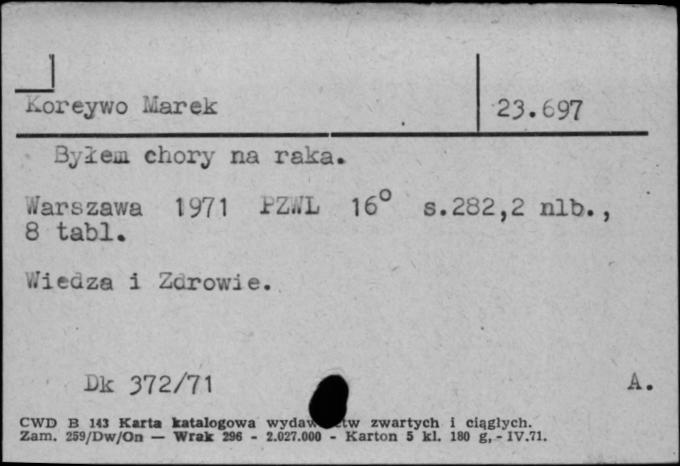 Koreywo Marek
23.697
Byłem chory na raka.
Warszawa 1971 PZWL 16° s.282,2 nlb.,
8 tabl.
Wiedza i Zdrowie.
Dk 372/71
A.
CWD B 143 Karta katalogowa zwartych i ciągłych.
Zam. 259/Dw/On — Wrak 296 - 2.027.000 - Karton 5 kl. 180 g, - IV.71.